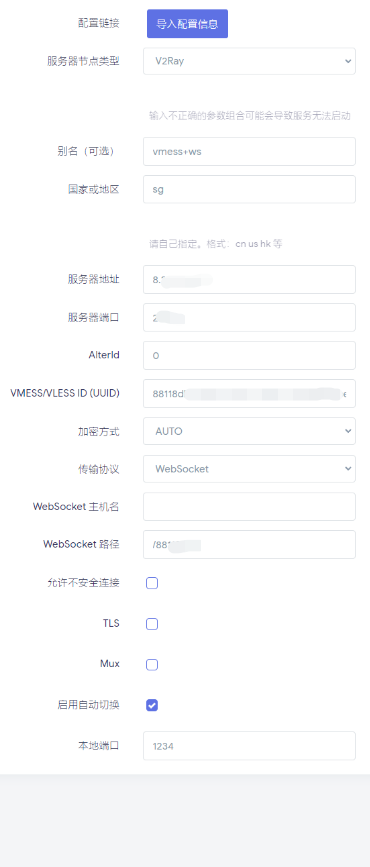 配置链接 导入配置信息
服务器节点类型 V2Ray
输入不正确的参数组合可能会导致服务无法启动
别名（可选） vmess+ws
国家或地区 sg
请自己指定。格式：cn us hk 等
服务器地址 8.
服务器端口 2
AlterId 0
VMESS/VLESS ID (UUID) 88118d
加密方式 AUTO
传输协议 WebSocket
WebSocket 主机名
WebSocket 路径 /881
允许不安全连接
TLS
Mux
启用自动切换
本地端口 1234